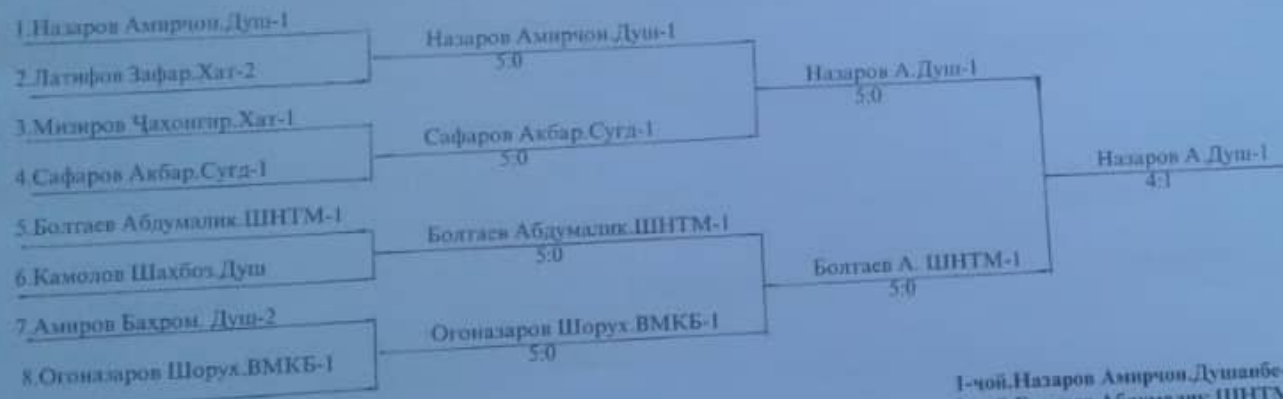 1.Назаров Амирчон.Душ-1
2.Латифов Зафар.Хат-2
3.Мизиров Ҷахонгир.Хат-1
4.Сафаров Акбар.Сугд-1
5.Болтаев Абдумалик.ШНТМ-1
6.Камолов Шахбоз.Душ
7.Амиров Бахром. Душ-2
8.Огоназаров Шорух.ВМКБ-1
Назаров Амирчон.Душ-1
5:0
Сафаров Акбар.Сугд-1
5:0
Болтаев Абдумалик.ШНТМ-1
5:0
Огоназаров Шорух.ВМКБ-1
5:0
Назаров А.Душ-1
5:0
Болтаев А. ШНТМ-1
5:0
Назаров А.Душ-1
4:1
1-чой.Назаров Амирчон.Душанбе-
Абдумалик.ШНТМ